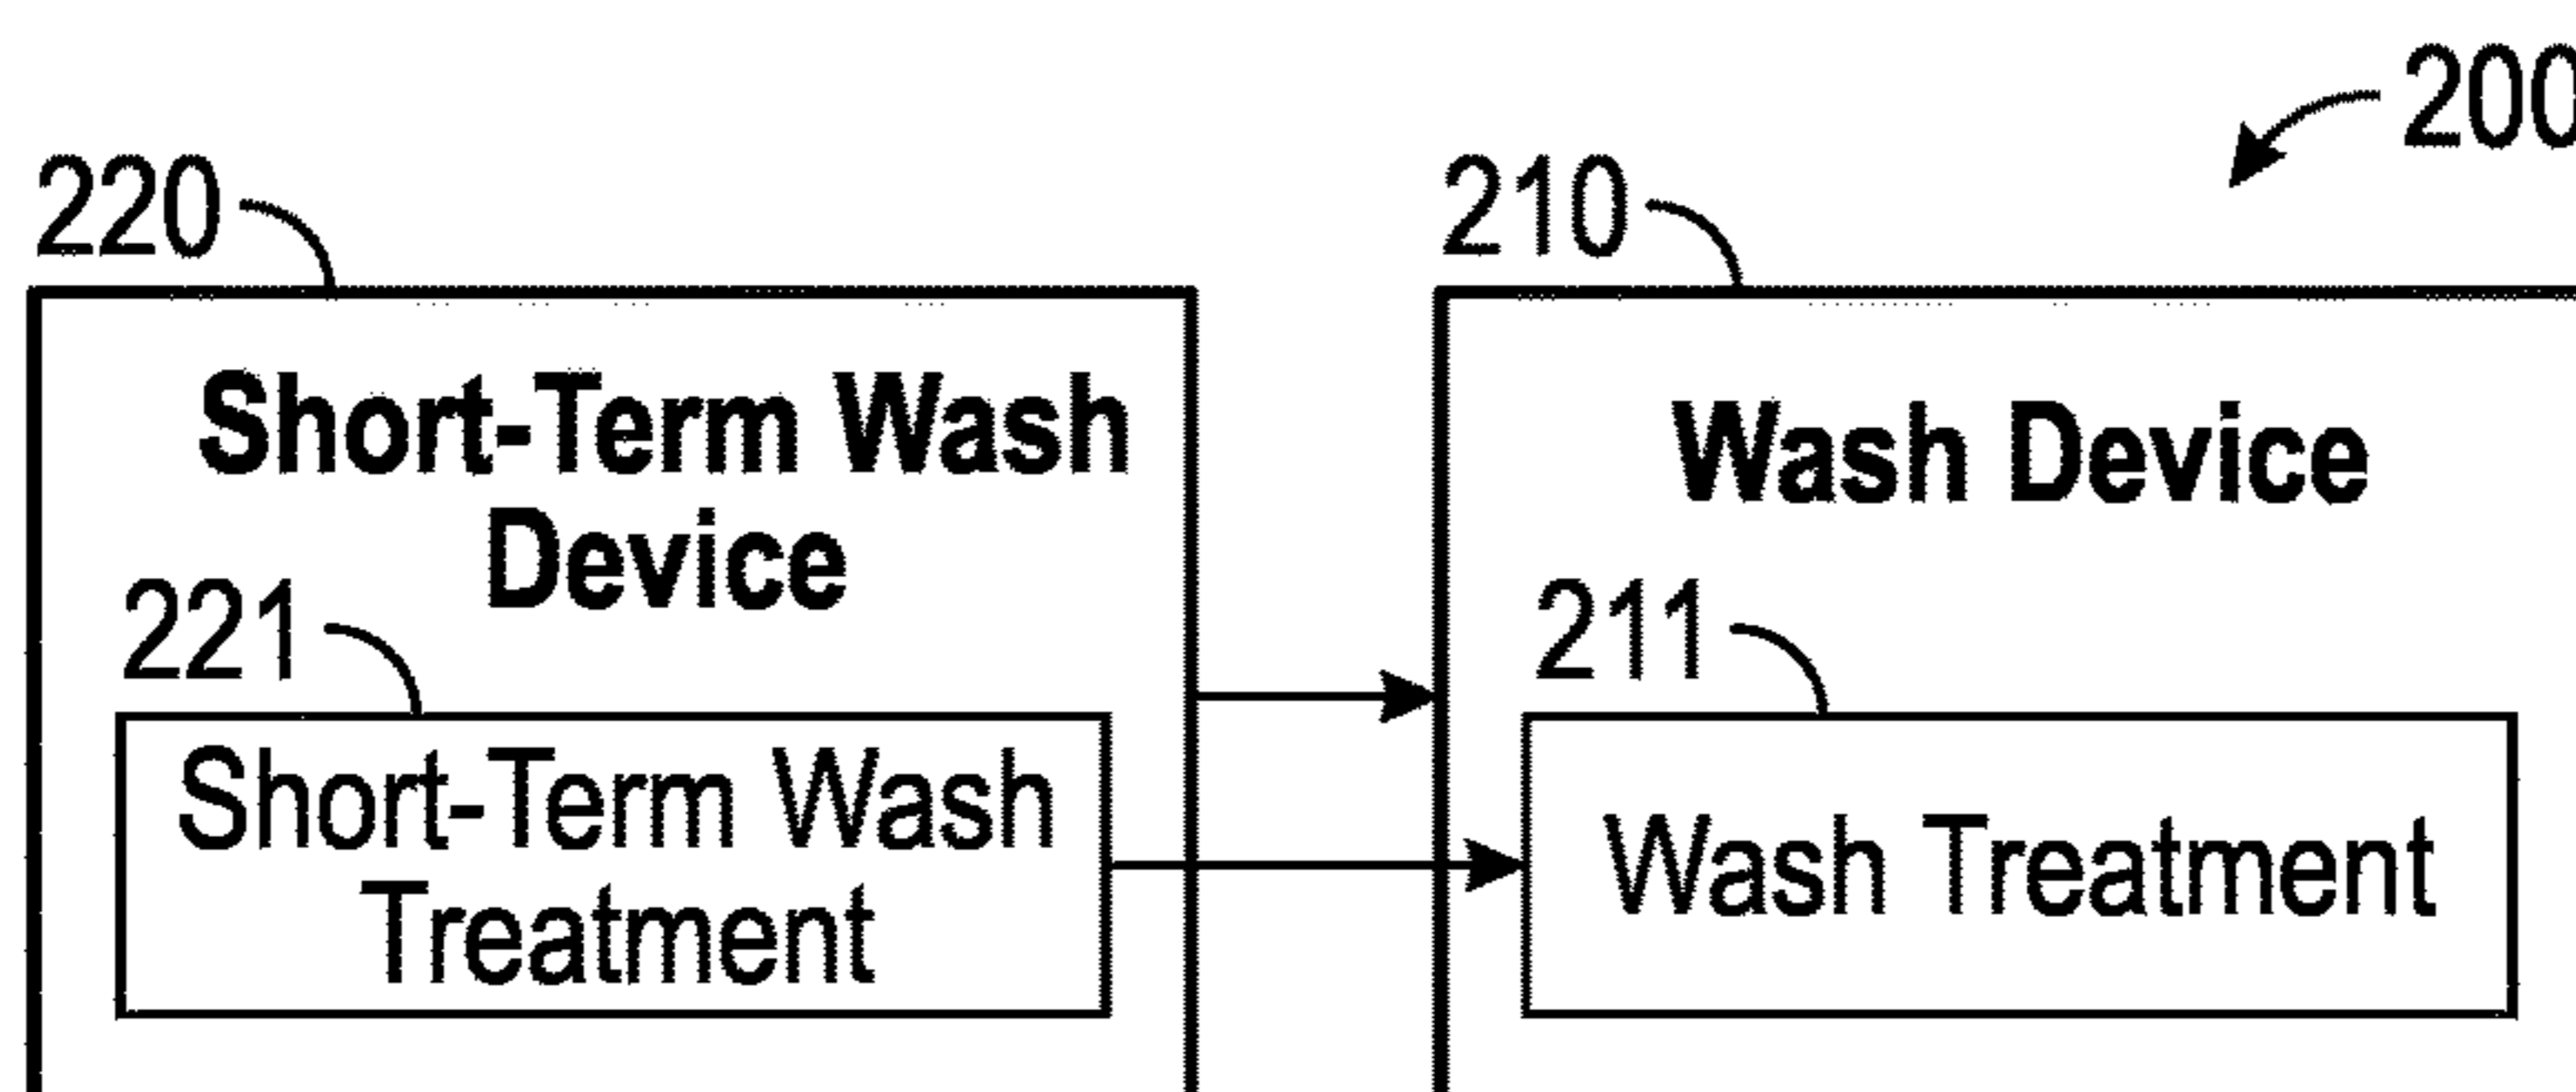 200
220
210
Short-Term Wash
Device
Wash Device
221
211
Short-Term Wash
Treatment
Wash Treatment